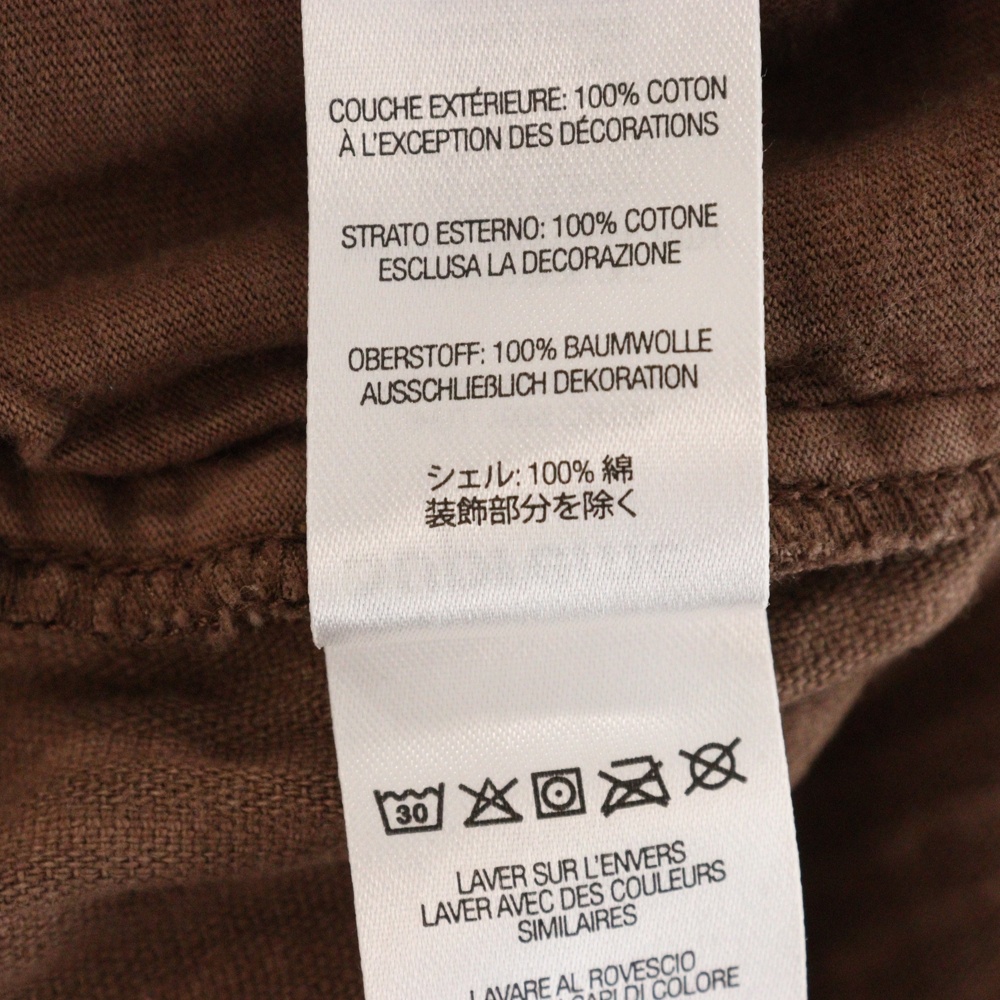 COUCHE EXTÉRIEURE: 100% COTON
À L'EXCEPTION DES DÉCORATIONS
STRATO ESTERNO: 100% COTONE
ESCLUSA LA DECORAZIONE
OBERSTOFF: 100% BAUMWOLLE
AUSSCHLIEßLICH DEKORATION
シェル: 100% 綿
装飾部分を除く
30
LAVER SUR L'ENVERS
LAVER AVEC DES COULEURS
SIMILAIRES
LAVARE AL ROVESCIO
DI COLORE